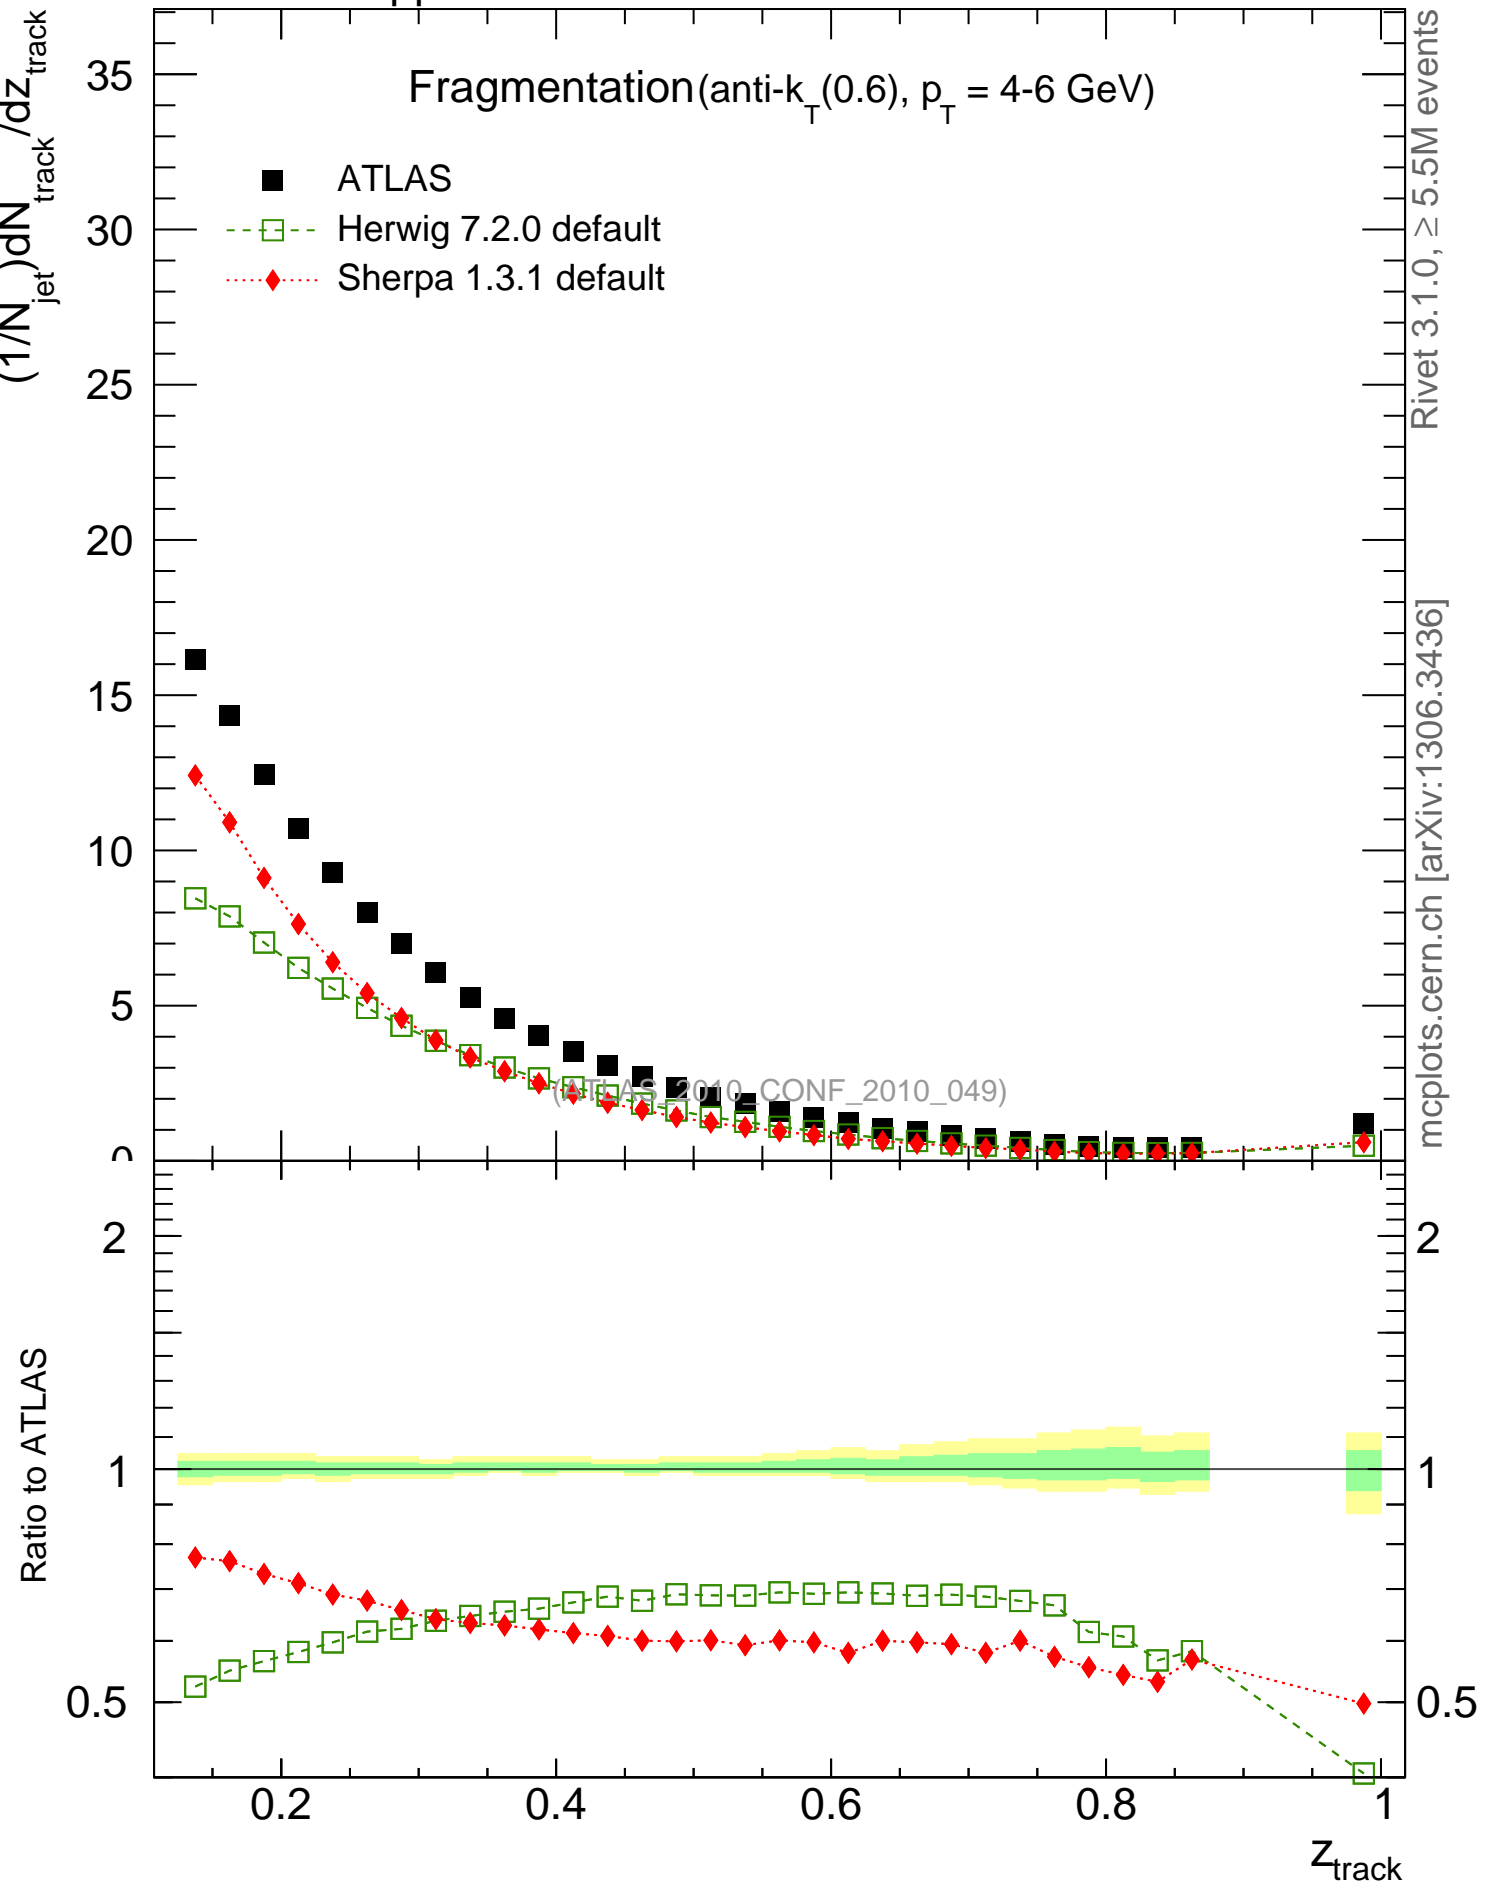 Fragmentation (anti-k_T(0.6), p_T = 4-6 GeV)
ATLAS
Herwig 7.2.0 default
Sherpa 1.3.1 default
(1/N_jet)dN_track/dz_track
35
30
25
20
15
10
5
0
(ATLAS_2010_CONF_2010_049)
Rivet 3.1.0, ≥ 5.5M events
mcplots.cern.ch [arXiv:1306.3436]
Ratio to ATLAS
2
1
0.5
2
1
0.5
0.2 0.4 0.6 0.8 1
z_track